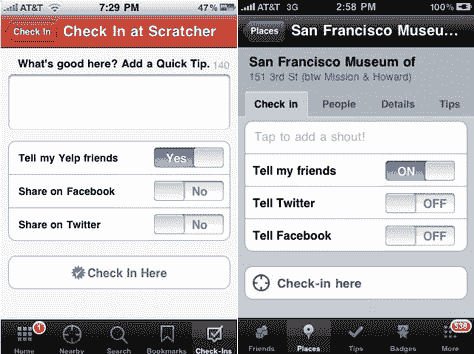 AT&T 7:29 PM 47%
Check In Check In at Scratcher
What's good here? Add a Quick Tip. 140
Tell my Yelp friends Yes
Share on Facebook No
Share on Twitter No
Check In Here
1
Home Nearby Search Bookmarks Check-Ins
AT&T 3G 2:58 PM 100%
Places San Francisco Museu...
San Francisco Museum of
151 3rd St (btw Mission & Howard)
Check in People Details Tips
Tap to add a shout!
Tell my friends ON
Tell Twitter OFF
Tell Facebook OFF
Check-in here
338
Friends Places Tips Badges More